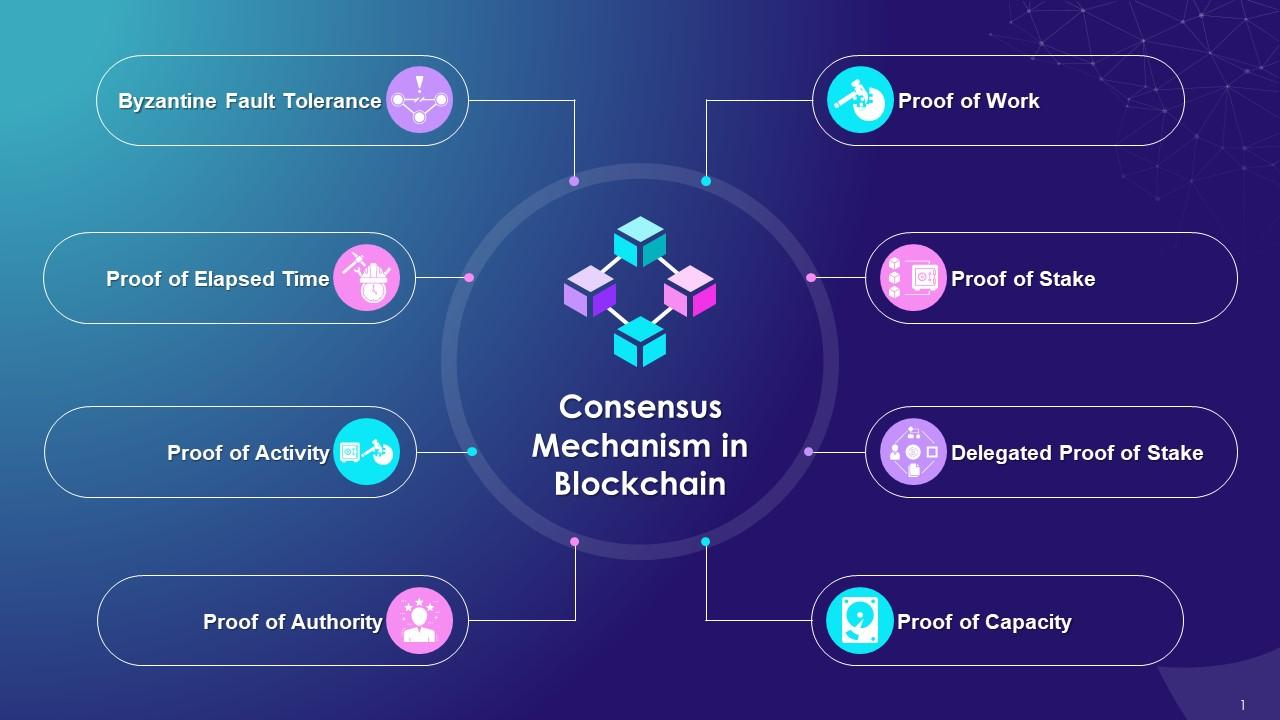 Byzantine Fault Tolerance
Proof of Work
Proof of Elapsed Time
Proof of Stake
Consensus
Mechanism in
Blockchain
Proof of Activity
Delegated Proof of Stake
Proof of Authority
Proof of Capacity
1